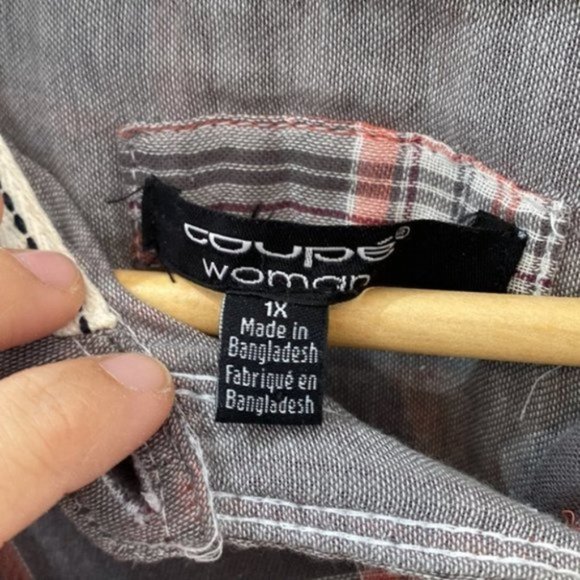 coupé®
woman
1X
Made in
Bangladesh
Fabriqué en
Bangladesh